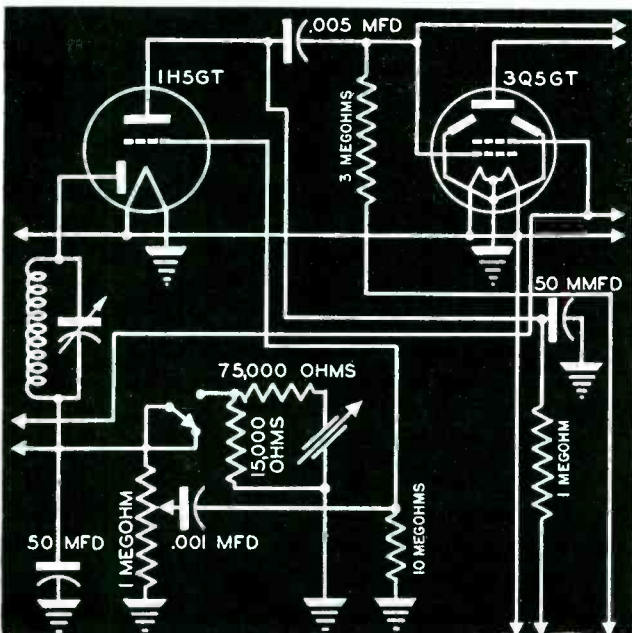 .005 MFD
1H5GT
3Q5GT
3 MEGOHMS
50 MMFD
75,000 OHMS
15,000
OHMS
1 MEGOHM
50 MFD
1 MEGOHM
.001 MFD
10 MEGOHMS